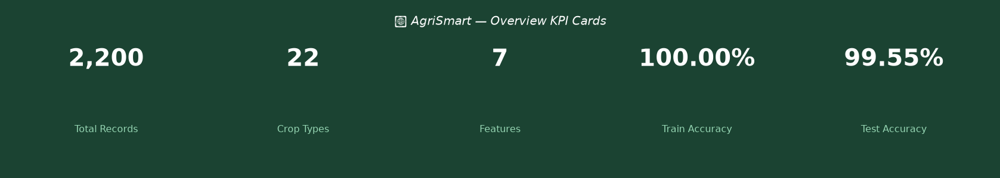 AgriSmart — Overview KPI Cards
2,200 22 7 100.00% 99.55%
Total Records Crop Types Features Train Accuracy Test Accuracy